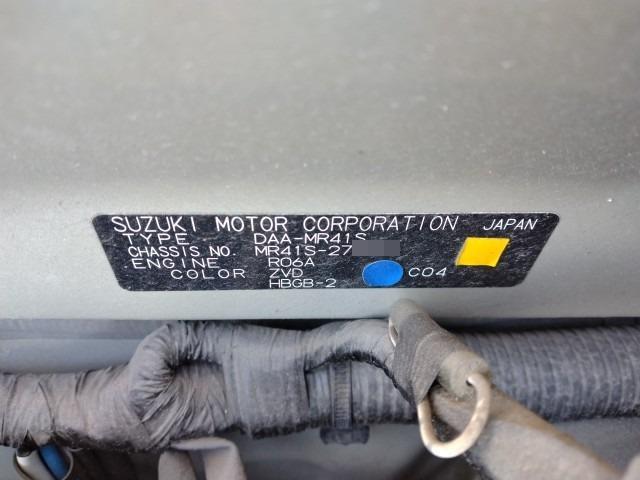 SUZUKI MOTOR CORPORATION JAPAN
TYPE DAA-MR41S
CHASSIS NO. MR41S-27
ENGINE R06A
COLOR ZVD C04
HBGB-2